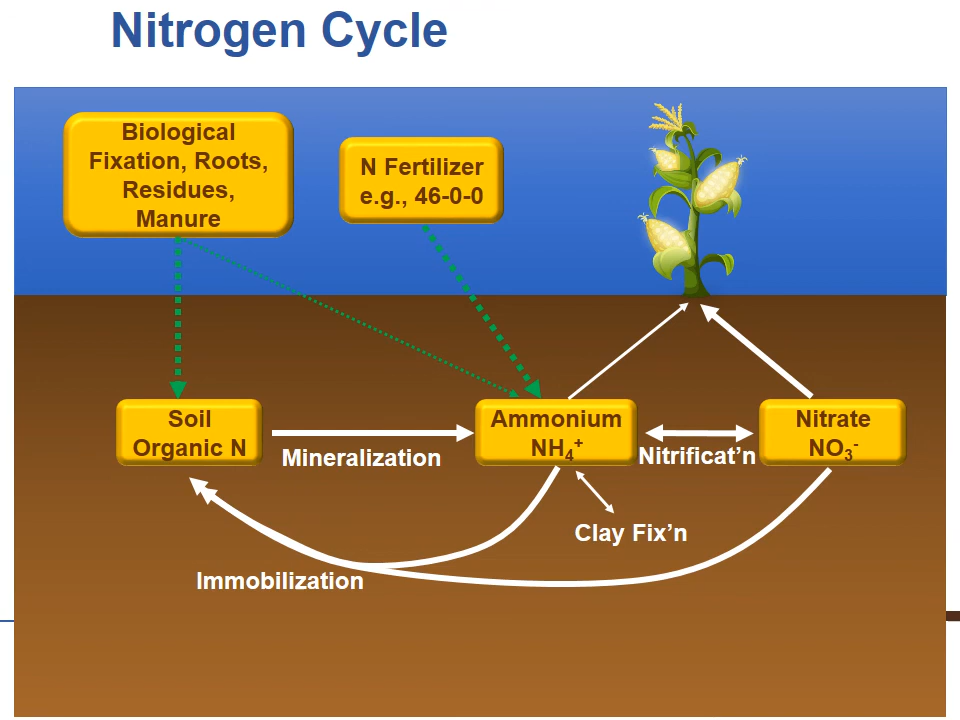 Nitrogen Cycle
Biological
Fixation, Roots,
Residues,
Manure
N Fertilizer
e.g., 46-0-0
Soil
Organic N
Mineralization
Ammonium
NH₄⁺
Nitrificat’n
Nitrate
NO₃⁻
Clay Fix’n
Immobilization